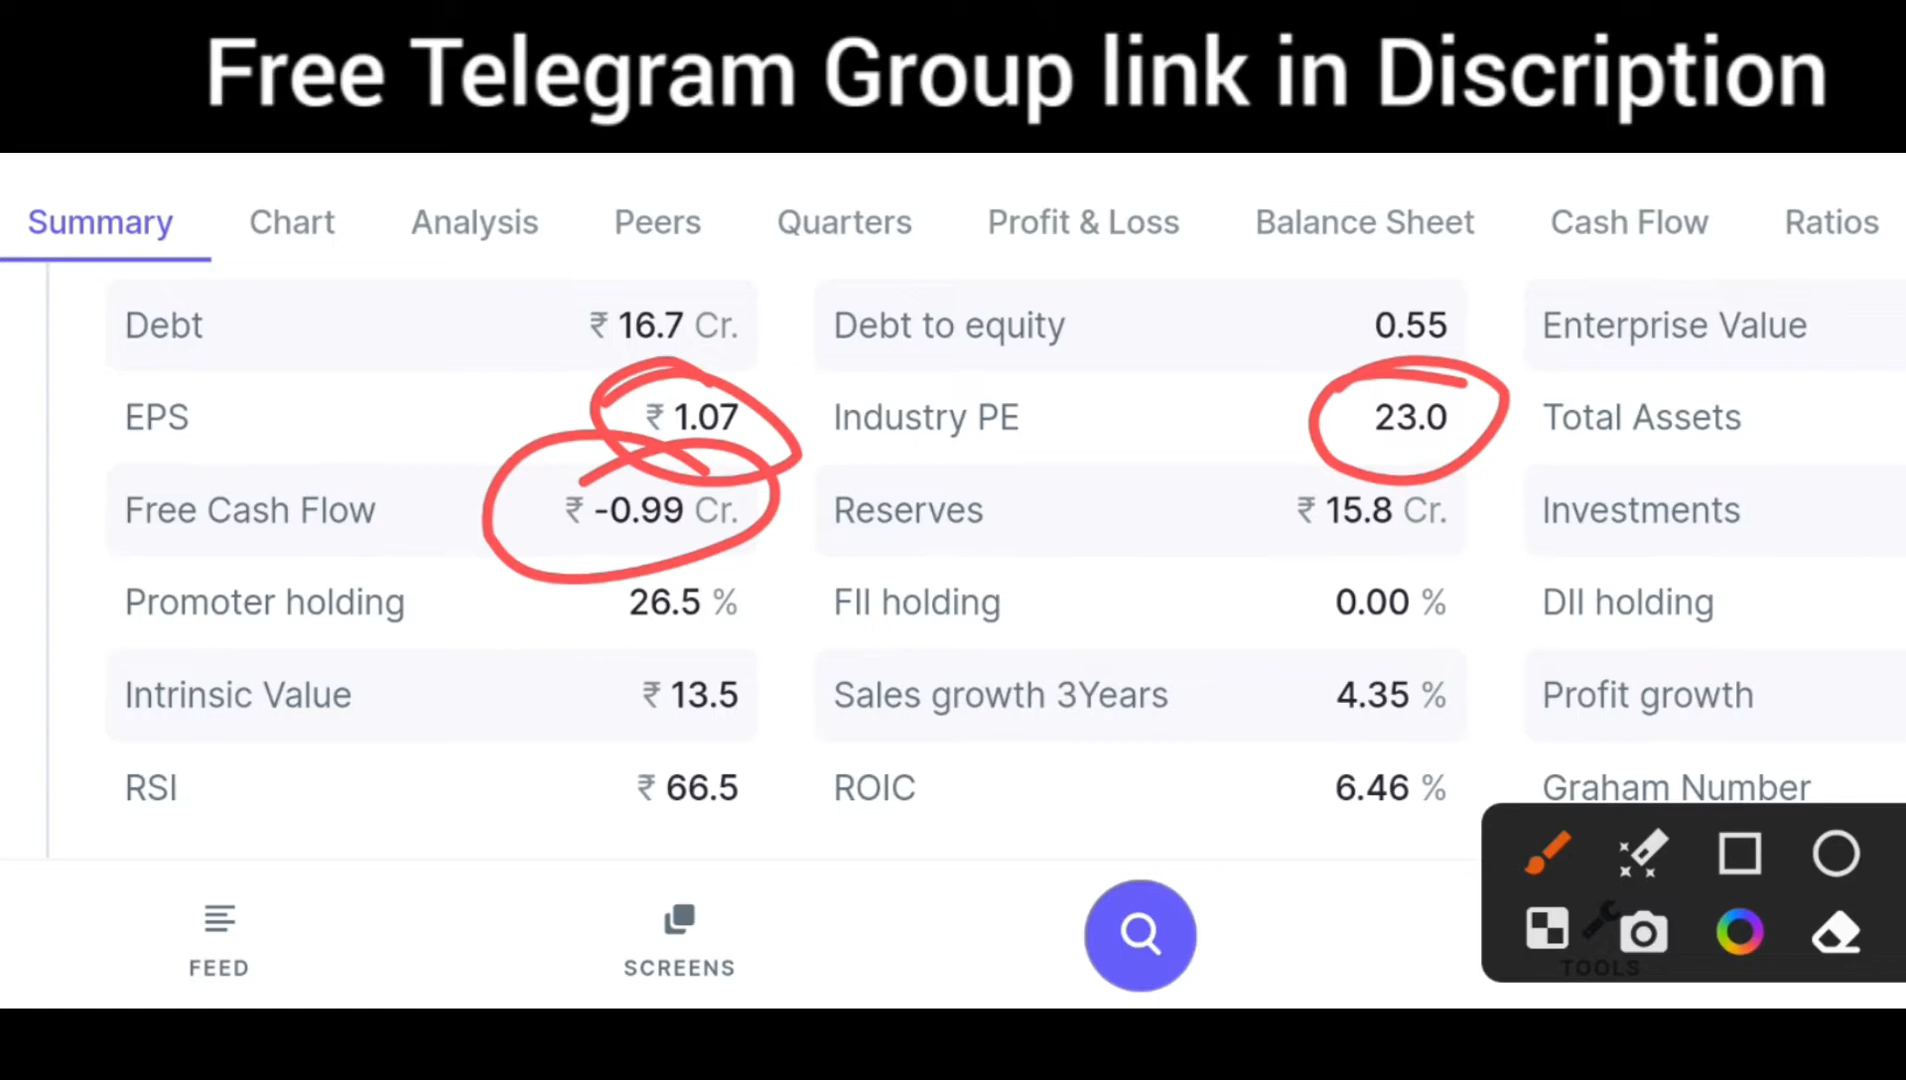 Free Telegram Group link in Discription
Summary Chart Analysis Peers Quarters Profit & Loss Balance Sheet Cash Flow Ratios
Debt ₹ 16.7 Cr. Debt to equity 0.55 Enterprise Value
EPS ₹ 1.07 Industry PE 23.0 Total Assets
Free Cash Flow ₹ -0.99 Cr. Reserves ₹ 15.8 Cr. Investments
Promoter holding 26.5 % FII holding 0.00 % DII holding
Intrinsic Value ₹ 13.5 Sales growth 3Years 4.35 % Profit growth
RSI ₹ 66.5 ROIC 6.46 % Graham Number
FEED SCREENS TOOLS